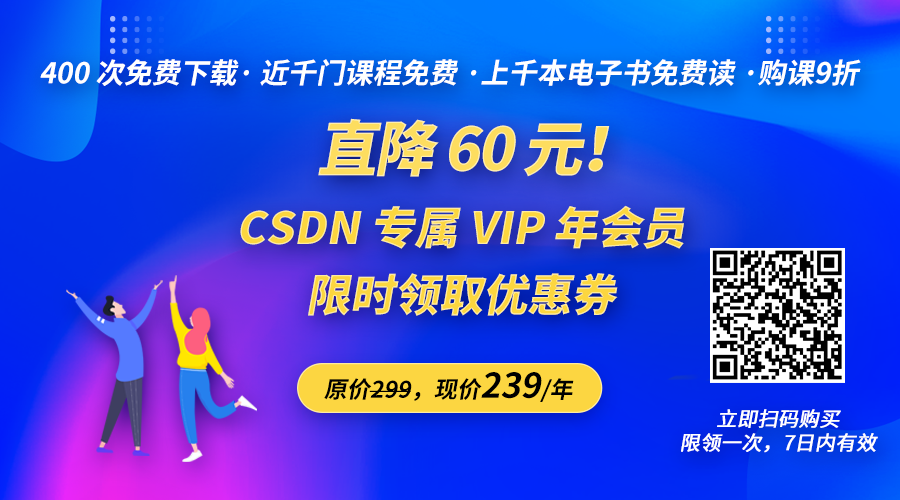 400 次免费下载· 近千门课程免费 ·上千本电子书免费读 ·购课9折
直降 60 元！
CSDN 专属 VIP 年会员
限时领取优惠券
原价299，现价239/年
立即扫码购买
限领一次，7日内有效